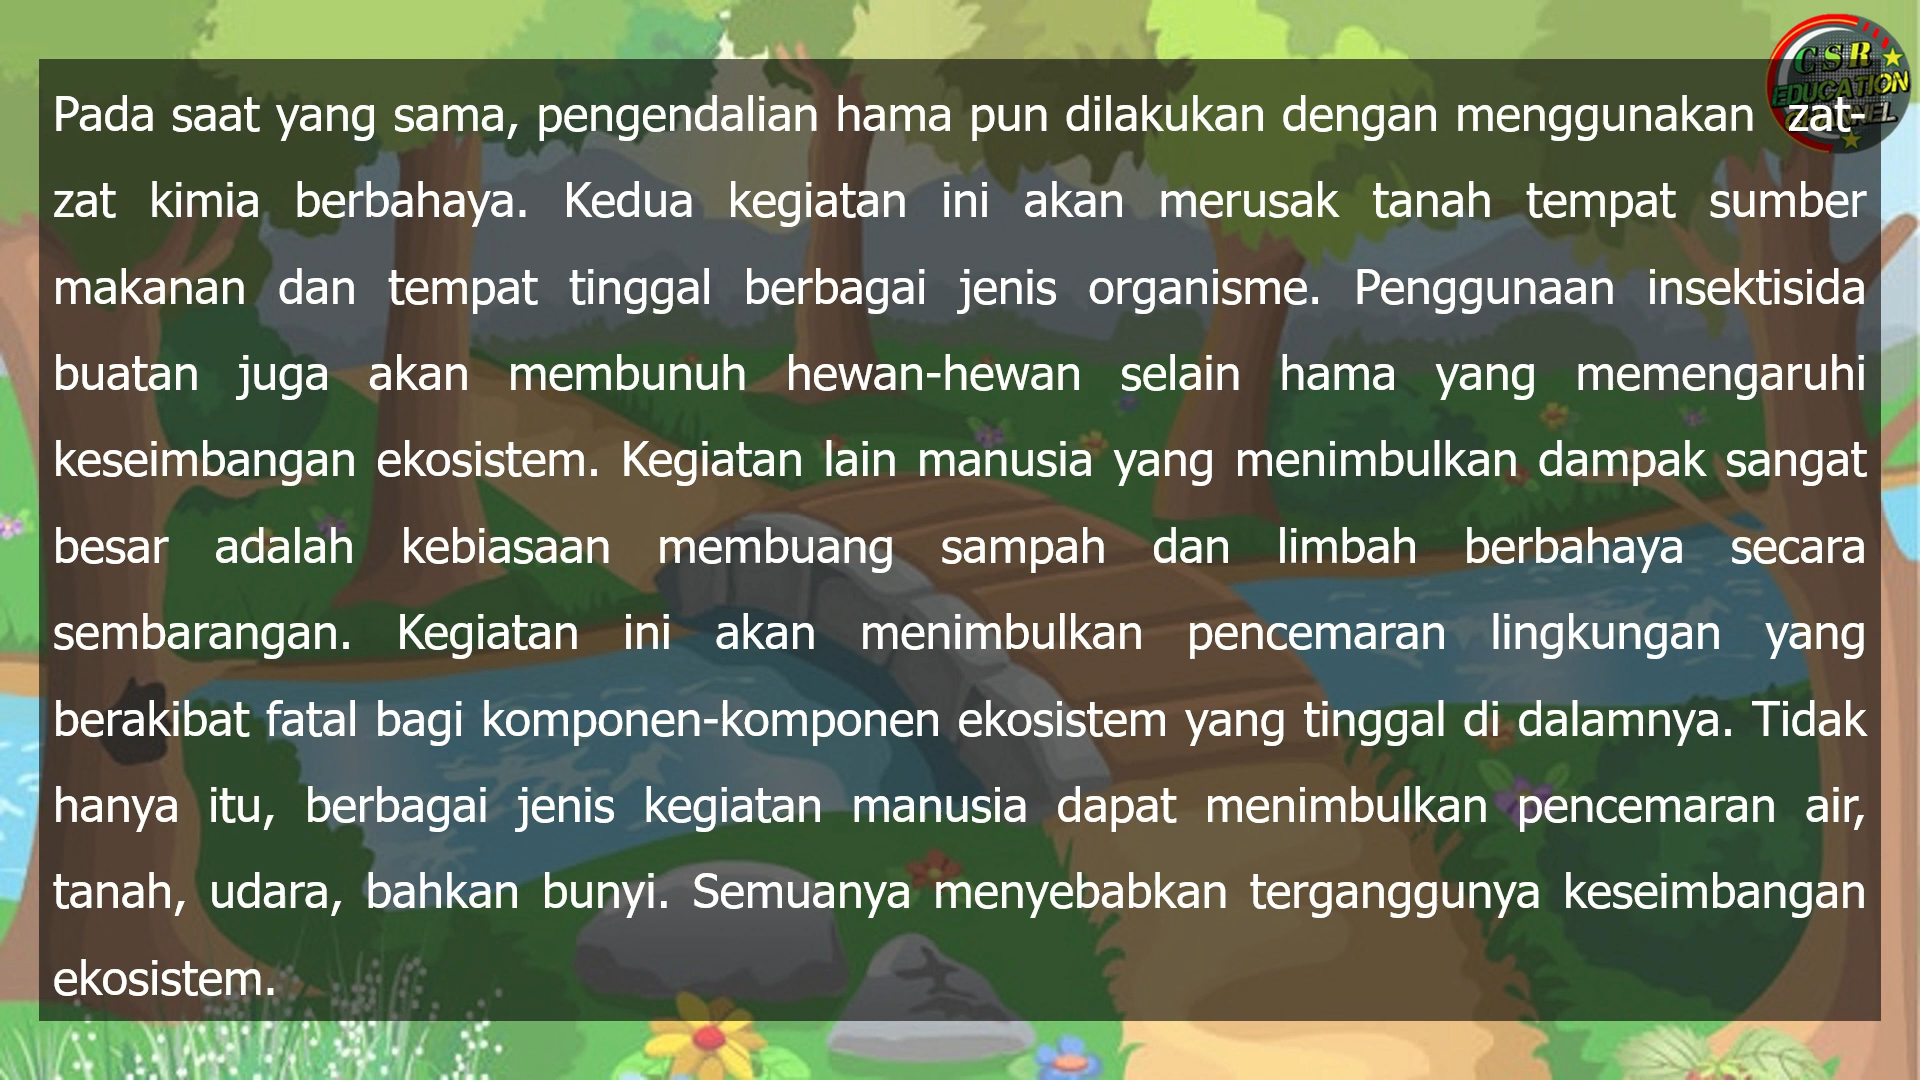 CSR
EDUCATION
CHANNEL
Pada saat yang sama, pengendalian hama pun dilakukan dengan menggunakan zat-
zat kimia berbahaya. Kedua kegiatan ini akan merusak tanah tempat sumber
makanan dan tempat tinggal berbagai jenis organisme. Penggunaan insektisida
buatan juga akan membunuh hewan-hewan selain hama yang memengaruhi
keseimbangan ekosistem. Kegiatan lain manusia yang menimbulkan dampak sangat
besar adalah kebiasaan membuang sampah dan limbah berbahaya secara
sembarangan. Kegiatan ini akan menimbulkan pencemaran lingkungan yang
berakibat fatal bagi komponen-komponen ekosistem yang tinggal di dalamnya. Tidak
hanya itu, berbagai jenis kegiatan manusia dapat menimbulkan pencemaran air,
tanah, udara, bahkan bunyi. Semuanya menyebabkan terganggunya keseimbangan
ekosistem.